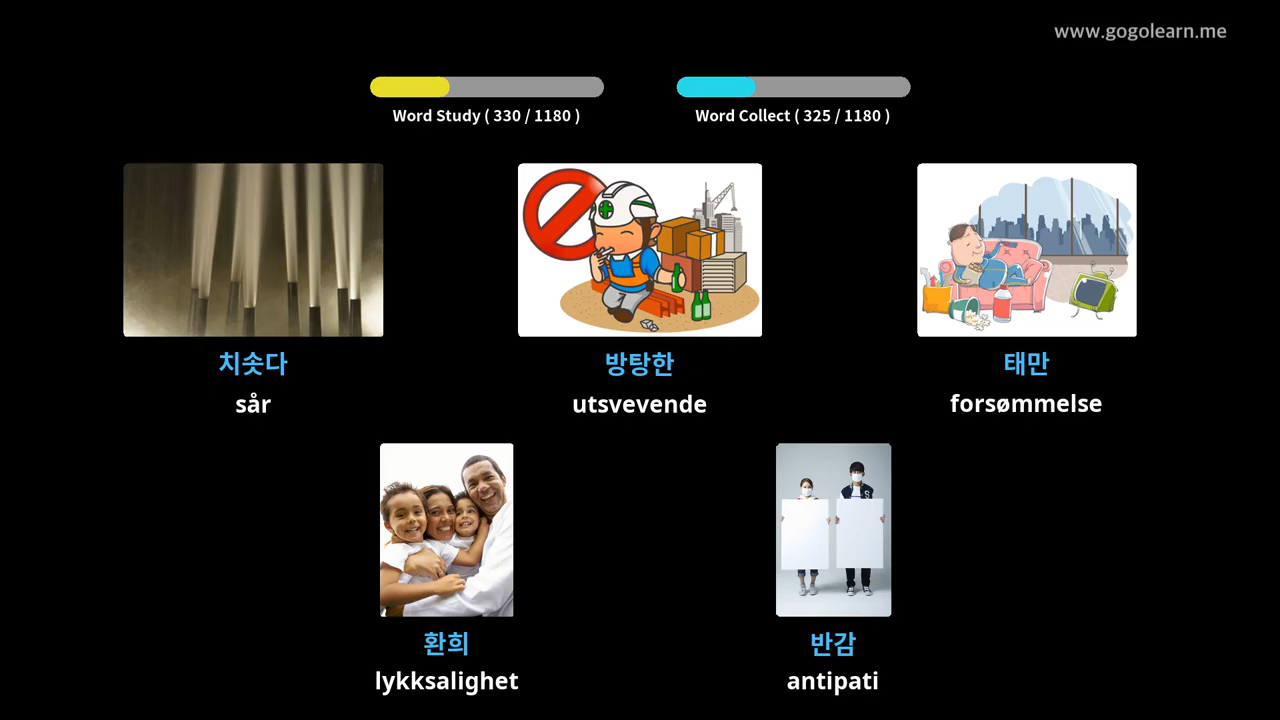 www.gogolearn.me
Word Study ( 330 / 1180 )
Word Collect ( 325 / 1180 )
치솟다
방탕한
태만
sår
utsvevende
forsømmelse
환희
반감
lykksalighet
antipati